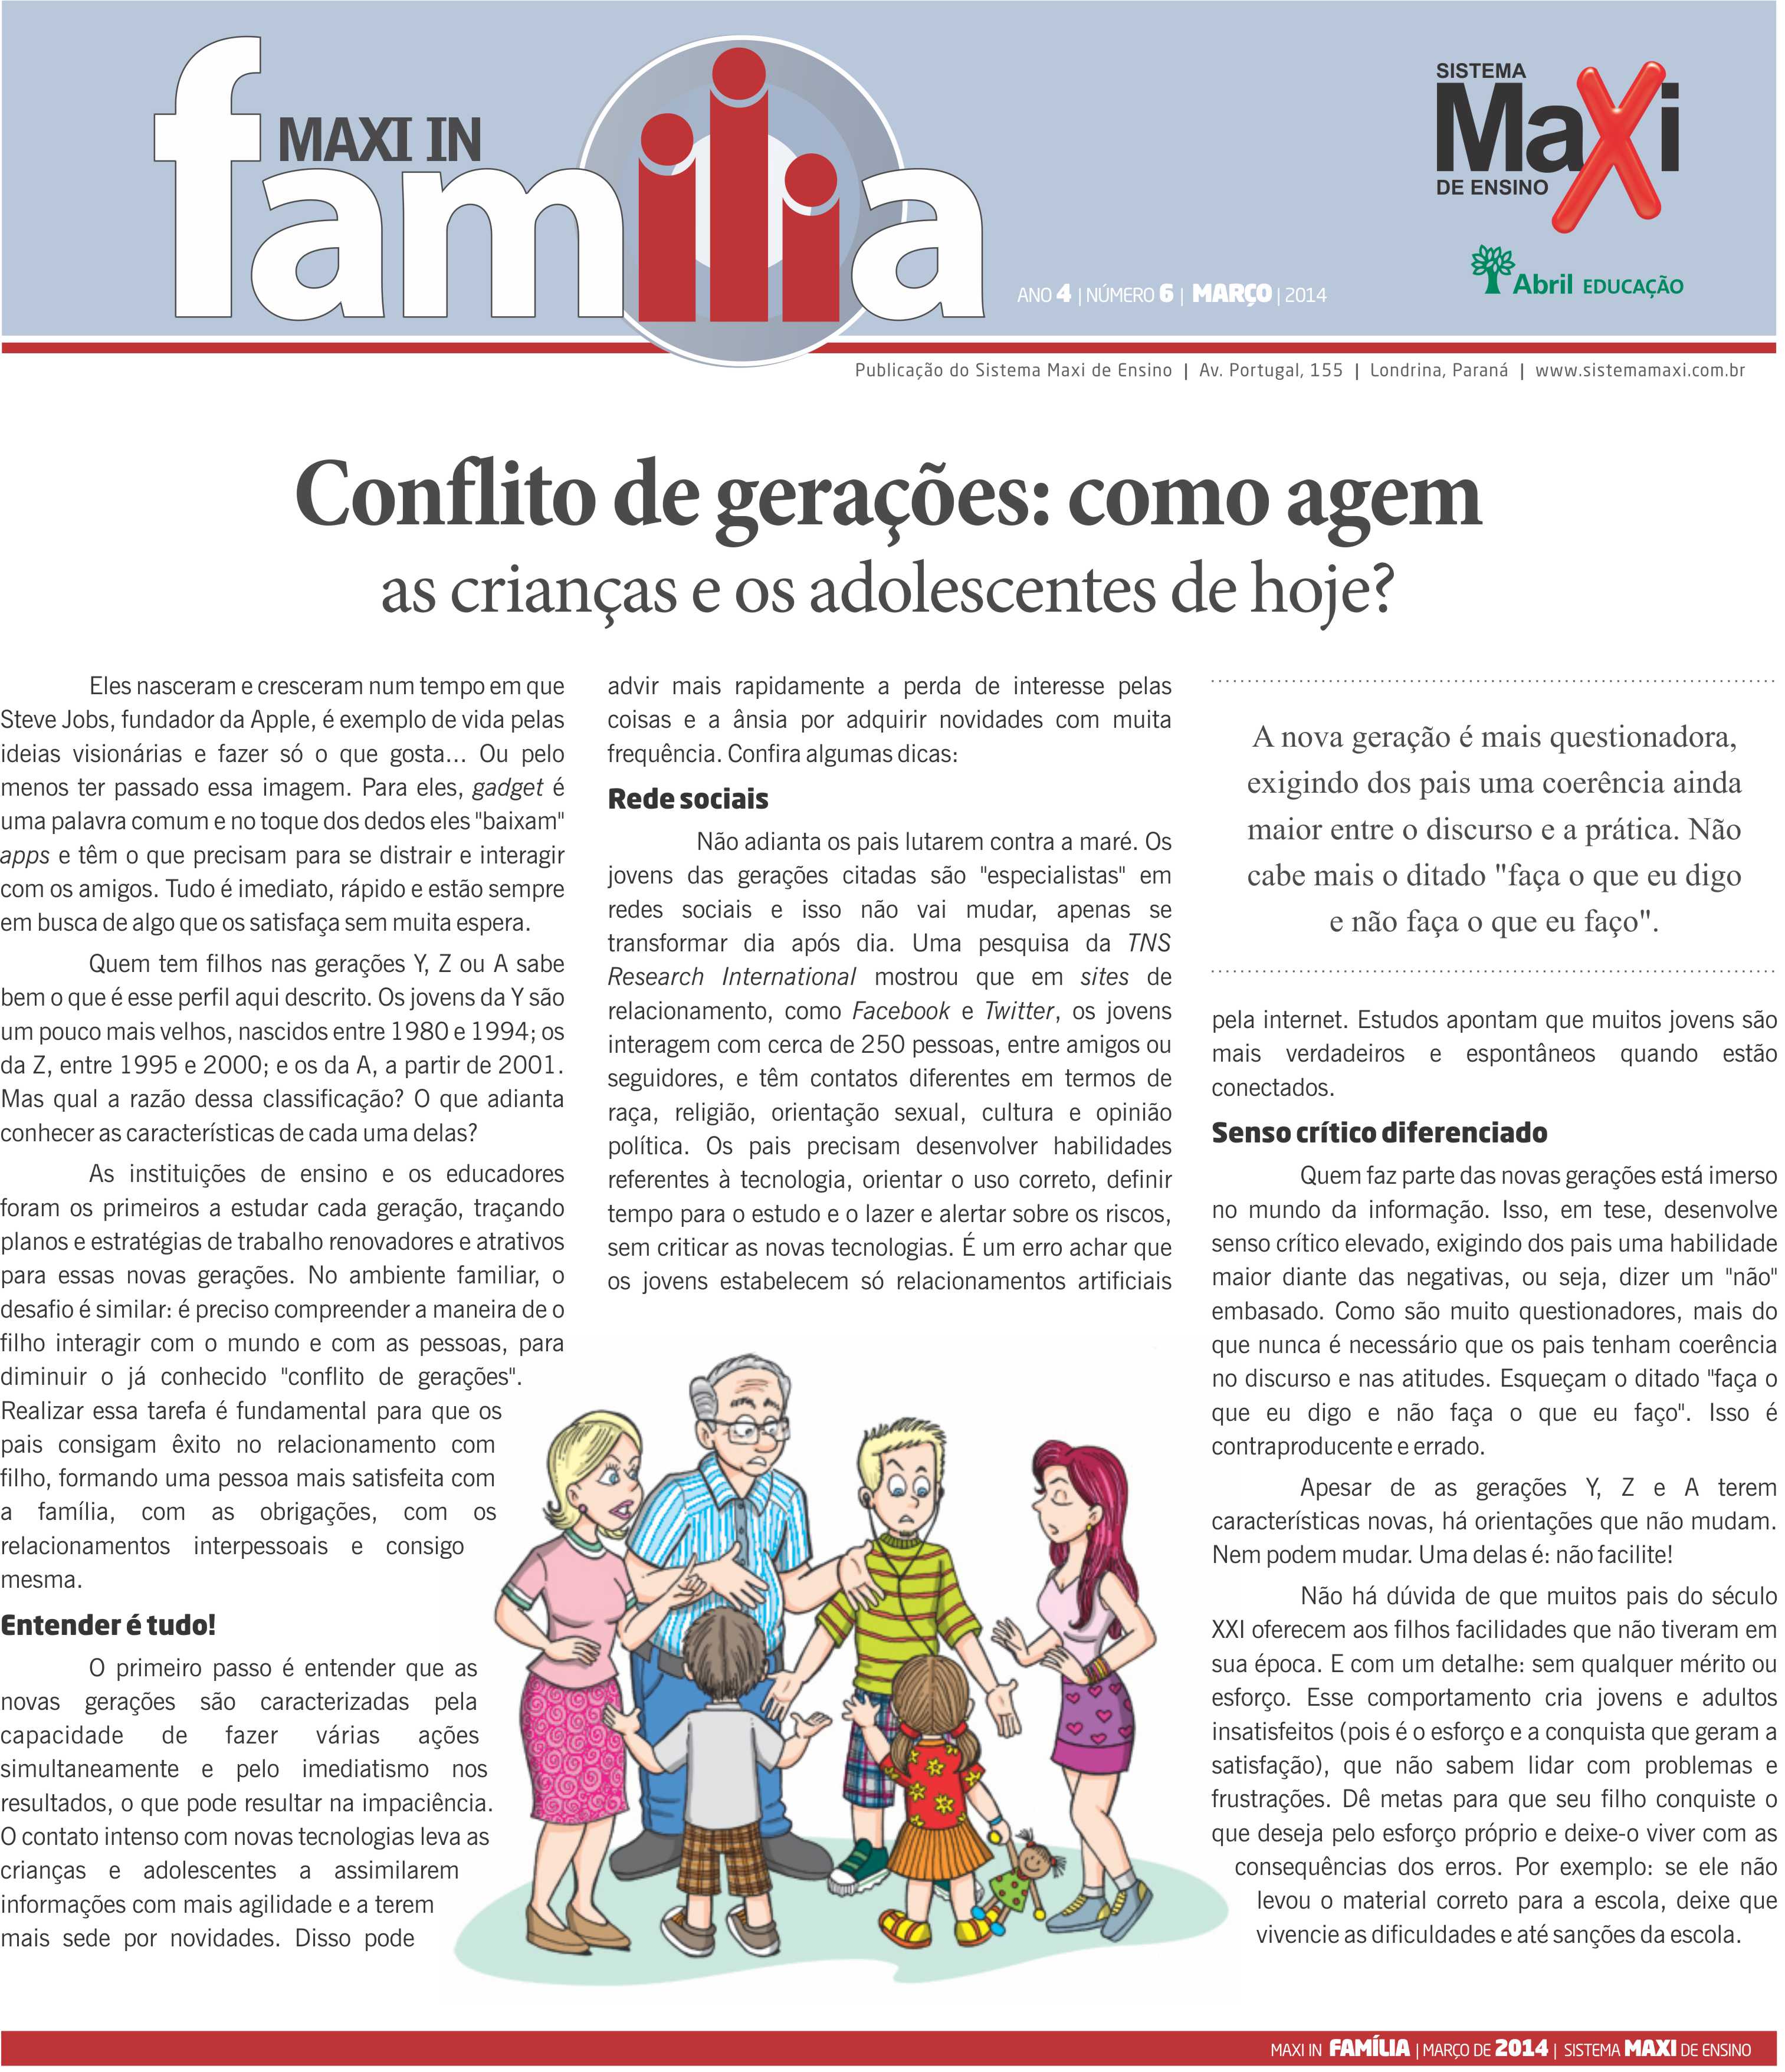 MAXI IN
família
SISTEMA
MaXi
DE ENSINO
Abril EDUCAÇÃO
ANO 4 | NÚMERO 6 | MARÇO | 2014
Publicação do Sistema Maxi de Ensino | Av. Portugal, 155 | Londrina, Paraná | www.sistemamaxi.com.br
Conflito de gerações: como agem
as crianças e os adolescentes de hoje?
Eles nasceram e cresceram num tempo em que
Steve Jobs, fundador da Apple, é exemplo de vida pelas
ideias visionárias e fazer só o que gosta... Ou pelo
menos ter passado essa imagem. Para eles, gadget é
uma palavra comum e no toque dos dedos eles "baixam"
apps e têm o que precisam para se distrair e interagir
com os amigos. Tudo é imediato, rápido e estão sempre
em busca de algo que os satisfaça sem muita espera.
Quem tem filhos nas gerações Y, Z ou A sabe
bem o que é esse perfil aqui descrito. Os jovens da Y são
um pouco mais velhos, nascidos entre 1980 e 1994; os
da Z, entre 1995 e 2000; e os da A, a partir de 2001.
Mas qual a razão dessa classificação? O que adianta
conhecer as características de cada uma delas?
As instituições de ensino e os educadores
foram os primeiros a estudar cada geração, traçando
planos e estratégias de trabalho renovadores e atrativos
para essas novas gerações. No ambiente familiar, o
desafio é similar: é preciso compreender a maneira de o
filho interagir com o mundo e com as pessoas, para
diminuir o já conhecido "conflito de gerações".
Realizar essa tarefa é fundamental para que os
pais consigam êxito no relacionamento com
filho, formando uma pessoa mais satisfeita com
a família, com as obrigações, com os
relacionamentos interpessoais e consigo
mesma.
Entender é tudo!
O primeiro passo é entender que as
novas gerações são caracterizadas pela
capacidade de fazer várias ações
simultaneamente e pelo imediatismo nos
resultados, o que pode resultar na impaciência.
O contato intenso com novas tecnologias leva as
crianças e adolescentes a assimilarem
informações com mais agilidade e a terem
mais sede por novidades. Disso pode
advir mais rapidamente a perda de interesse pelas
coisas e a ânsia por adquirir novidades com muita
frequência. Confira algumas dicas:
Rede sociais
Não adianta os pais lutarem contra a maré. Os
jovens das gerações citadas são "especialistas" em
redes sociais e isso não vai mudar, apenas se
transformar dia após dia. Uma pesquisa da TNS
Research International mostrou que em sites de
relacionamento, como Facebook e Twitter, os jovens
interagem com cerca de 250 pessoas, entre amigos ou
seguidores, e têm contatos diferentes em termos de
raça, religião, orientação sexual, cultura e opinião
política. Os pais precisam desenvolver habilidades
referentes à tecnologia, orientar o uso correto, definir
tempo para o estudo e o lazer e alertar sobre os riscos,
sem criticar as novas tecnologias. É um erro achar que
os jovens estabelecem só relacionamentos artificiais
A nova geração é mais questionadora,
exigindo dos pais uma coerência ainda
maior entre o discurso e a prática. Não
cabe mais o ditado "faça o que eu digo
e não faça o que eu faço".
pela internet. Estudos apontam que muitos jovens são
mais verdadeiros e espontâneos quando estão
conectados.
Senso crítico diferenciado
Quem faz parte das novas gerações está imerso
no mundo da informação. Isso, em tese, desenvolve
senso crítico elevado, exigindo dos pais uma habilidade
maior diante das negativas, ou seja, dizer um "não"
embasado. Como são muito questionadores, mais do
que nunca é necessário que os pais tenham coerência
no discurso e nas atitudes. Esqueçam o ditado "faça o
que eu digo e não faça o que eu faço". Isso é
contraproducente e errado.
Apesar de as gerações Y, Z e A terem
características novas, há orientações que não mudam.
Nem podem mudar. Uma delas é: não facilite!
Não há dúvida de que muitos pais do século
XXI oferecem aos filhos facilidades que não tiveram em
sua época. E com um detalhe: sem qualquer mérito ou
esforço. Esse comportamento cria jovens e adultos
insatisfeitos (pois é o esforço e a conquista que geram a
satisfação), que não sabem lidar com problemas e
frustrações. Dê metas para que seu filho conquiste o
que deseja pelo esforço próprio e deixe-o viver com as
consequências dos erros. Por exemplo: se ele não
levou o material correto para a escola, deixe que
vivencie as dificuldades e até sanções da escola.
MAXI IN FAMÍLIA | MARÇO DE 2014 | SISTEMA MAXI DE ENSINO